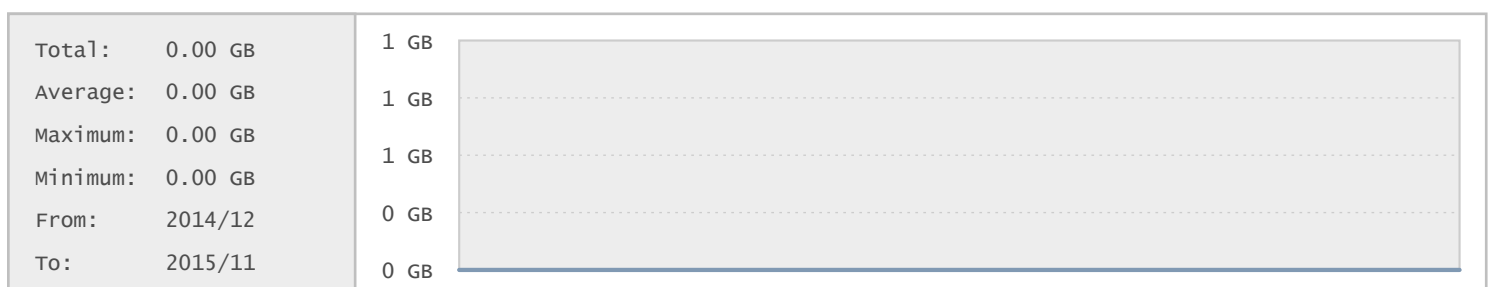 Total: 0.00 GB
Average: 0.00 GB
Maximum: 0.00 GB
Minimum: 0.00 GB
From: 2014/12
To: 2015/11
1 GB
1 GB
1 GB
0 GB
0 GB